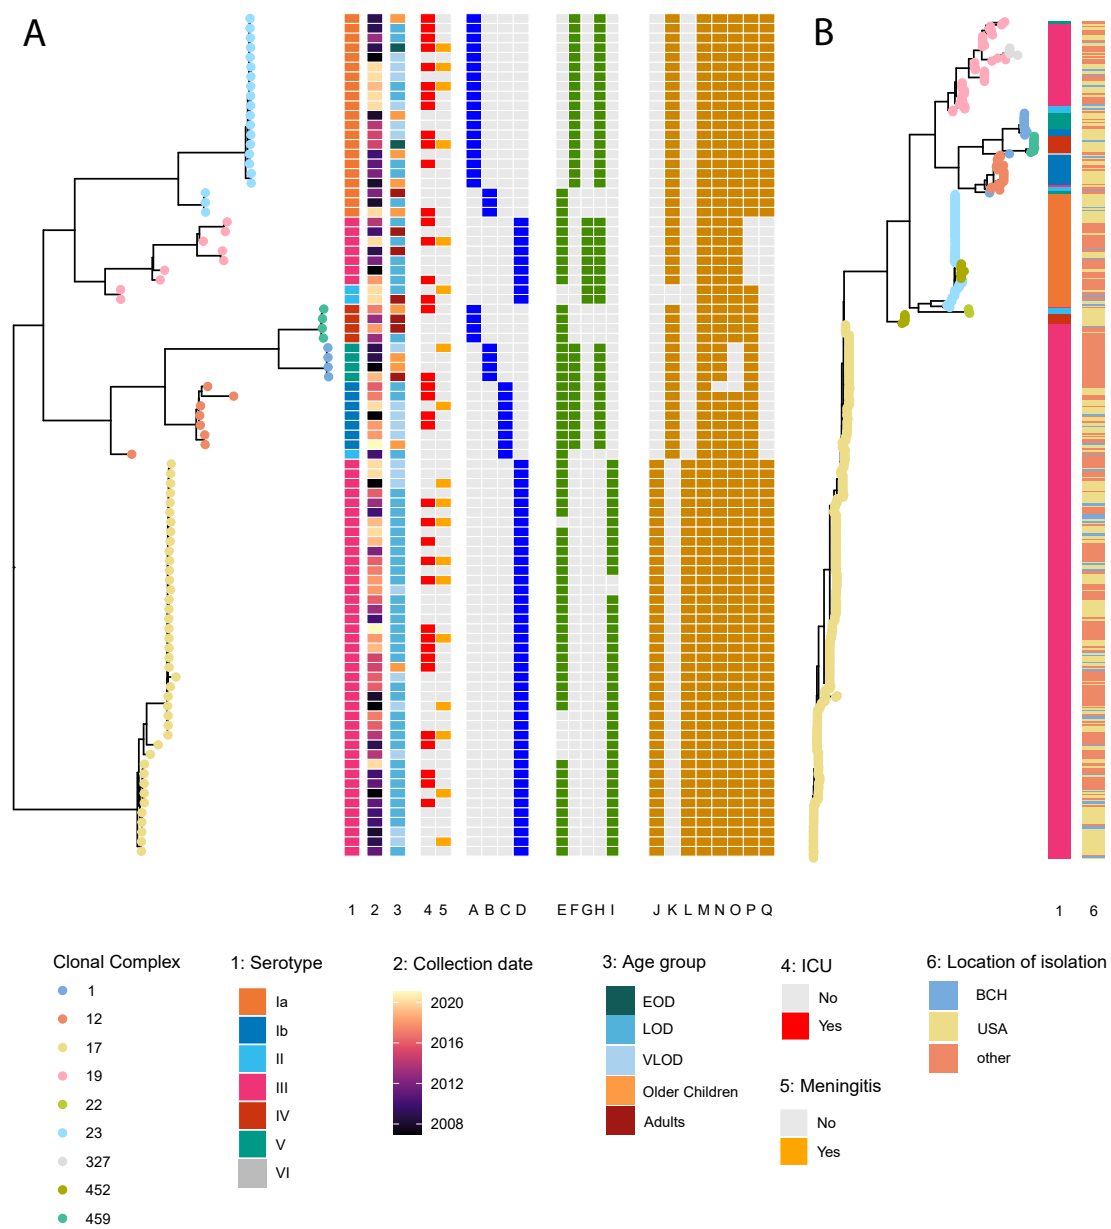 A
B
1 2 3 4 5 A B C D E F G H I J K L M N O P Q
1 6
Clonal Complex
1
12
17
19
22
23
327
452
459
1: Serotype
Ia
Ib
II
III
IV
V
VI
2: Collection date
2020
2016
2012
2008
3: Age group
EOD
LOD
VLOD
Older Children
Adults
4: ICU
No
Yes
5: Meningitis
No
Yes
6: Location of isolation
BCH
USA
other